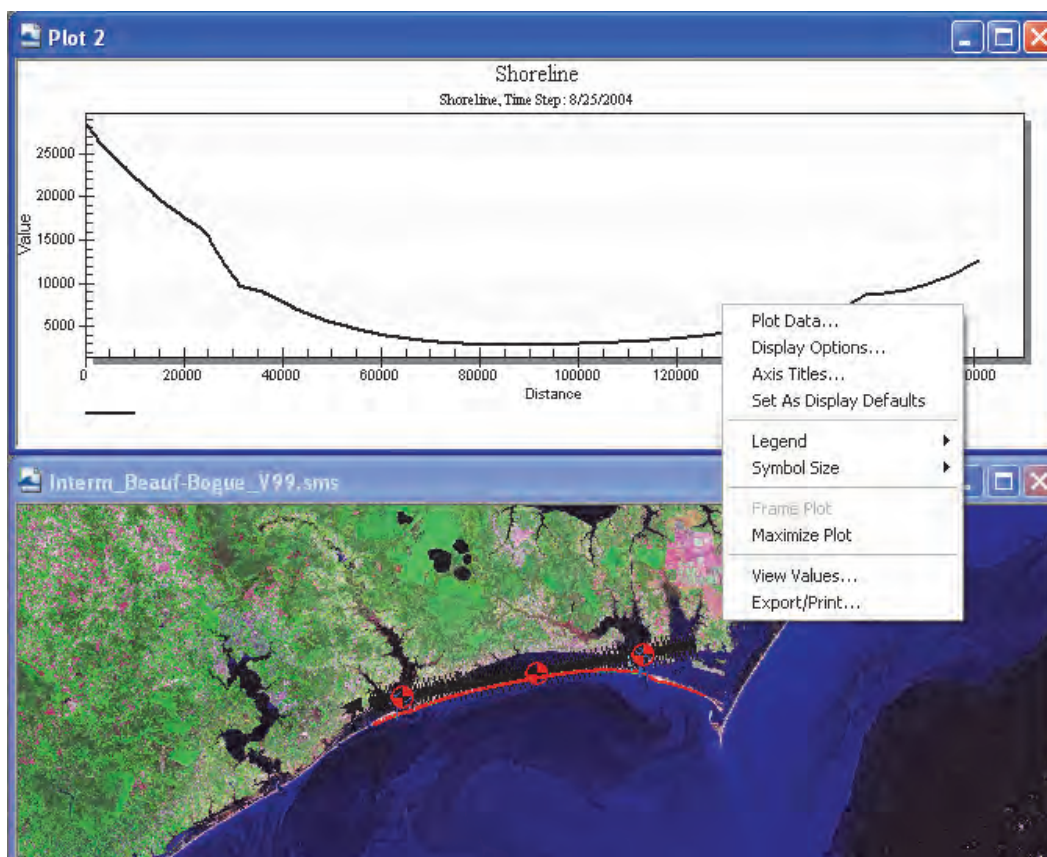 Plot 2
Shoreline
Shoreline, Time Step: 8/25/2004
Value
25000
20000
15000
10000
5000
0 20000 40000 60000 80000 100000 120000 0000
Distance
Plot Data...
Display Options...
Axis Titles...
Set As Display Defaults
Legend
Symbol Size
Frame Plot
Maximize Plot
View Values...
Export/Print...
Interm_Beauf-Bogue_V99.sms